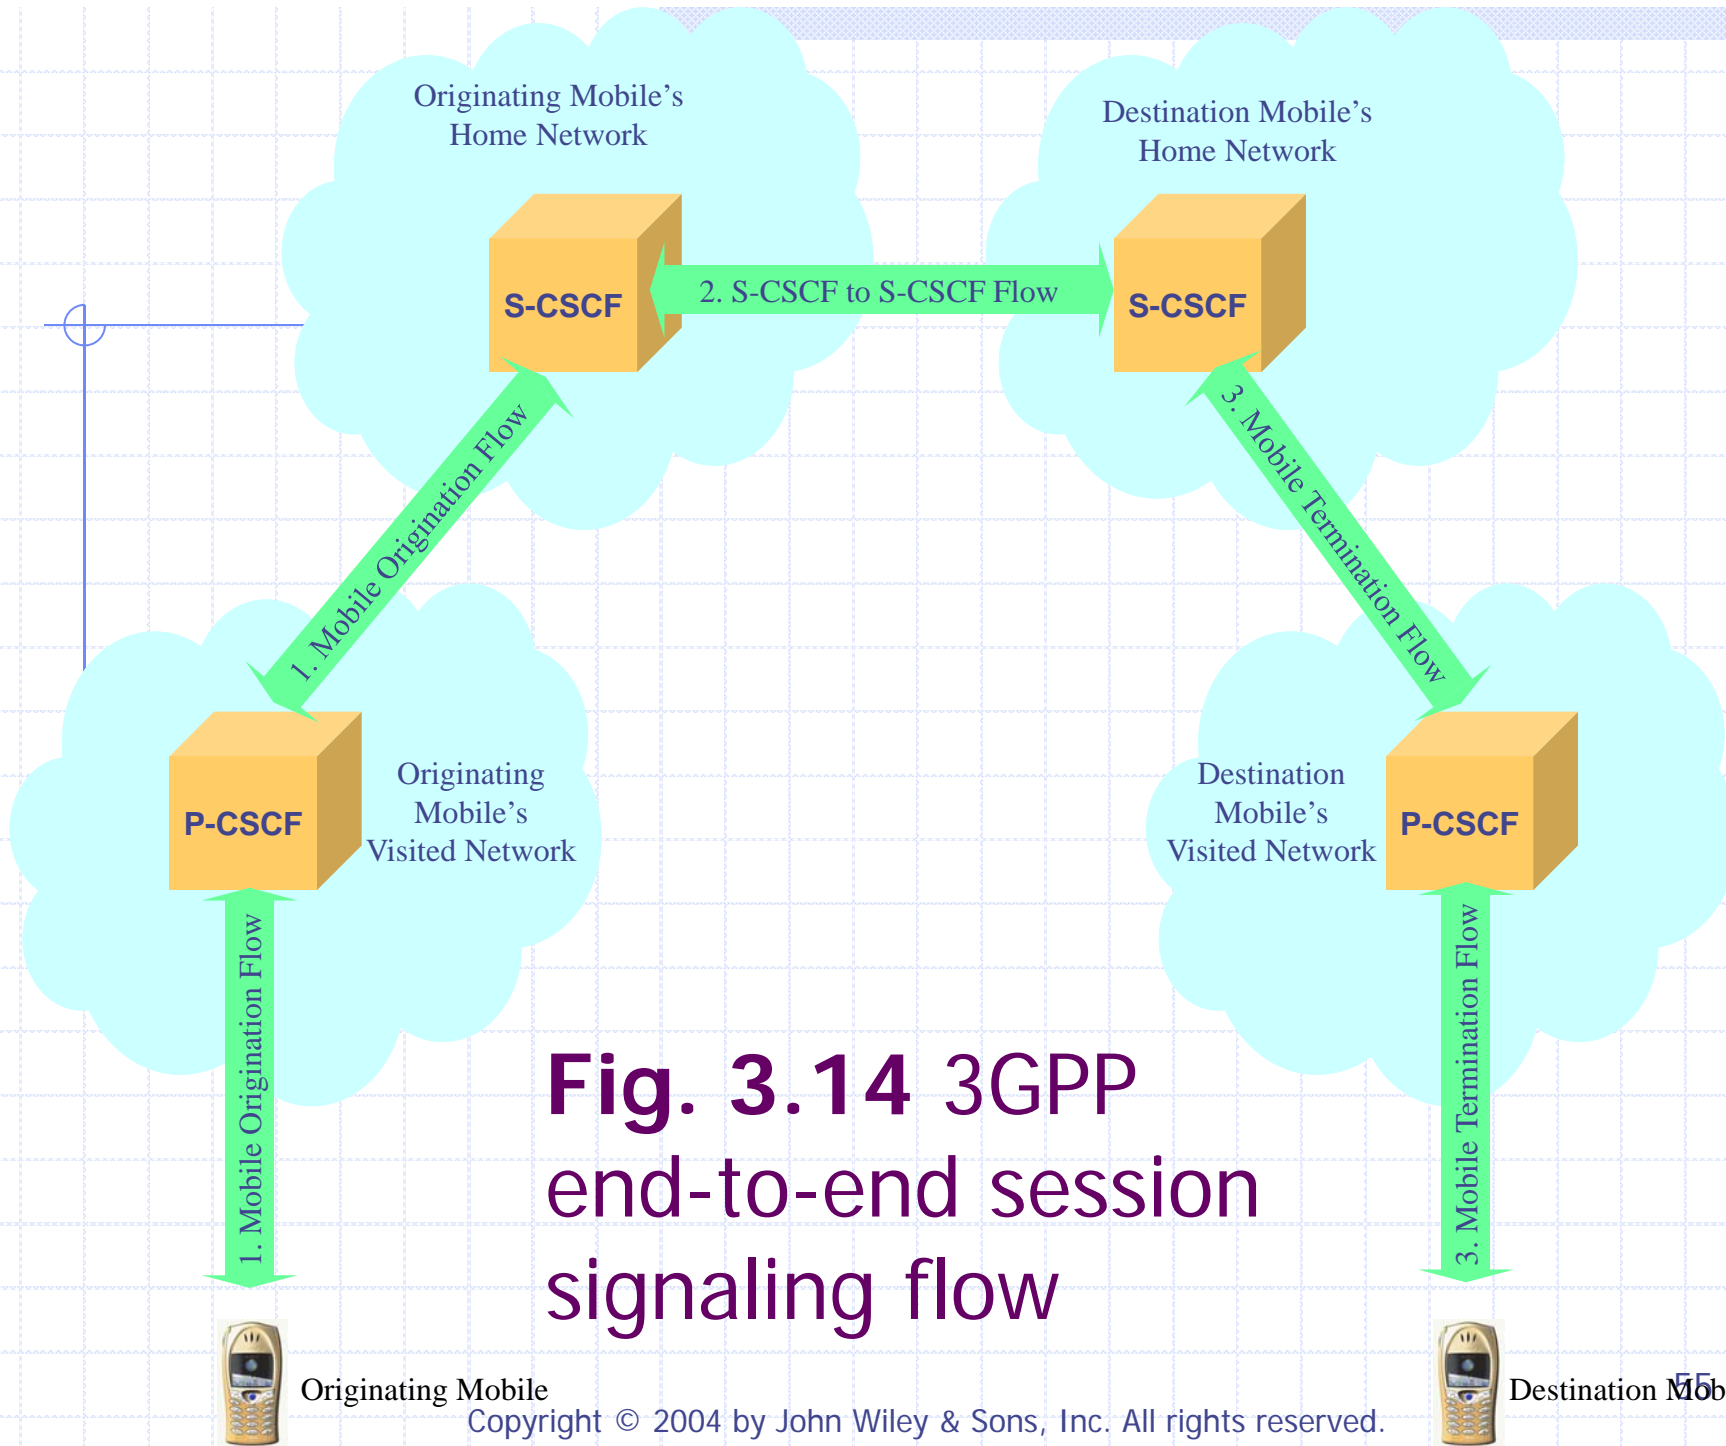 Originating Mobile's
Home Network
Destination Mobile's
Home Network
S-CSCF
2. S-CSCF to S-CSCF Flow
S-CSCF
1. Mobile Origination Flow
3. Mobile Termination Flow
P-CSCF
Originating
Mobile's
Visited Network
Destination
Mobile's
Visited Network
P-CSCF
1. Mobile Origination Flow
3. Mobile Termination Flow
Fig. 3.14 3GPP
end-to-end session
signaling flow
Originating Mobile
Destination Mob
55
Copyright © 2004 by John Wiley & Sons, Inc. All rights reserved.